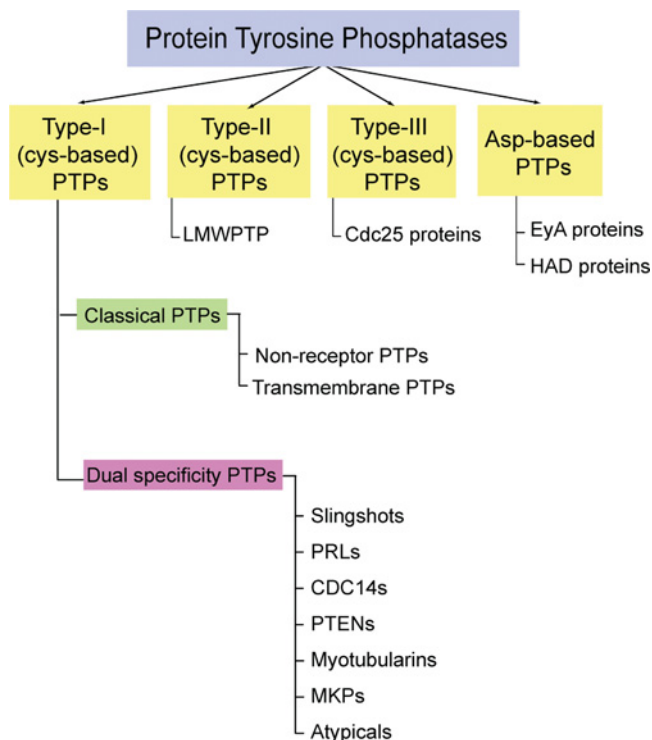 Protein Tyrosine Phosphatases
Type-I
(cys-based)
PTPs
Type-II
(cys-based)
PTPs
Type-III
(cys-based)
PTPs
Asp-based
PTPs
LMWPTP
Cdc25 proteins
EyA proteins
HAD proteins
Classical PTPs
Non-receptor PTPs
Transmembrane PTPs
Dual specificity PTPs
Slingshots
PRLs
CDC14s
PTENs
Myotubularins
MKPs
Atypicals